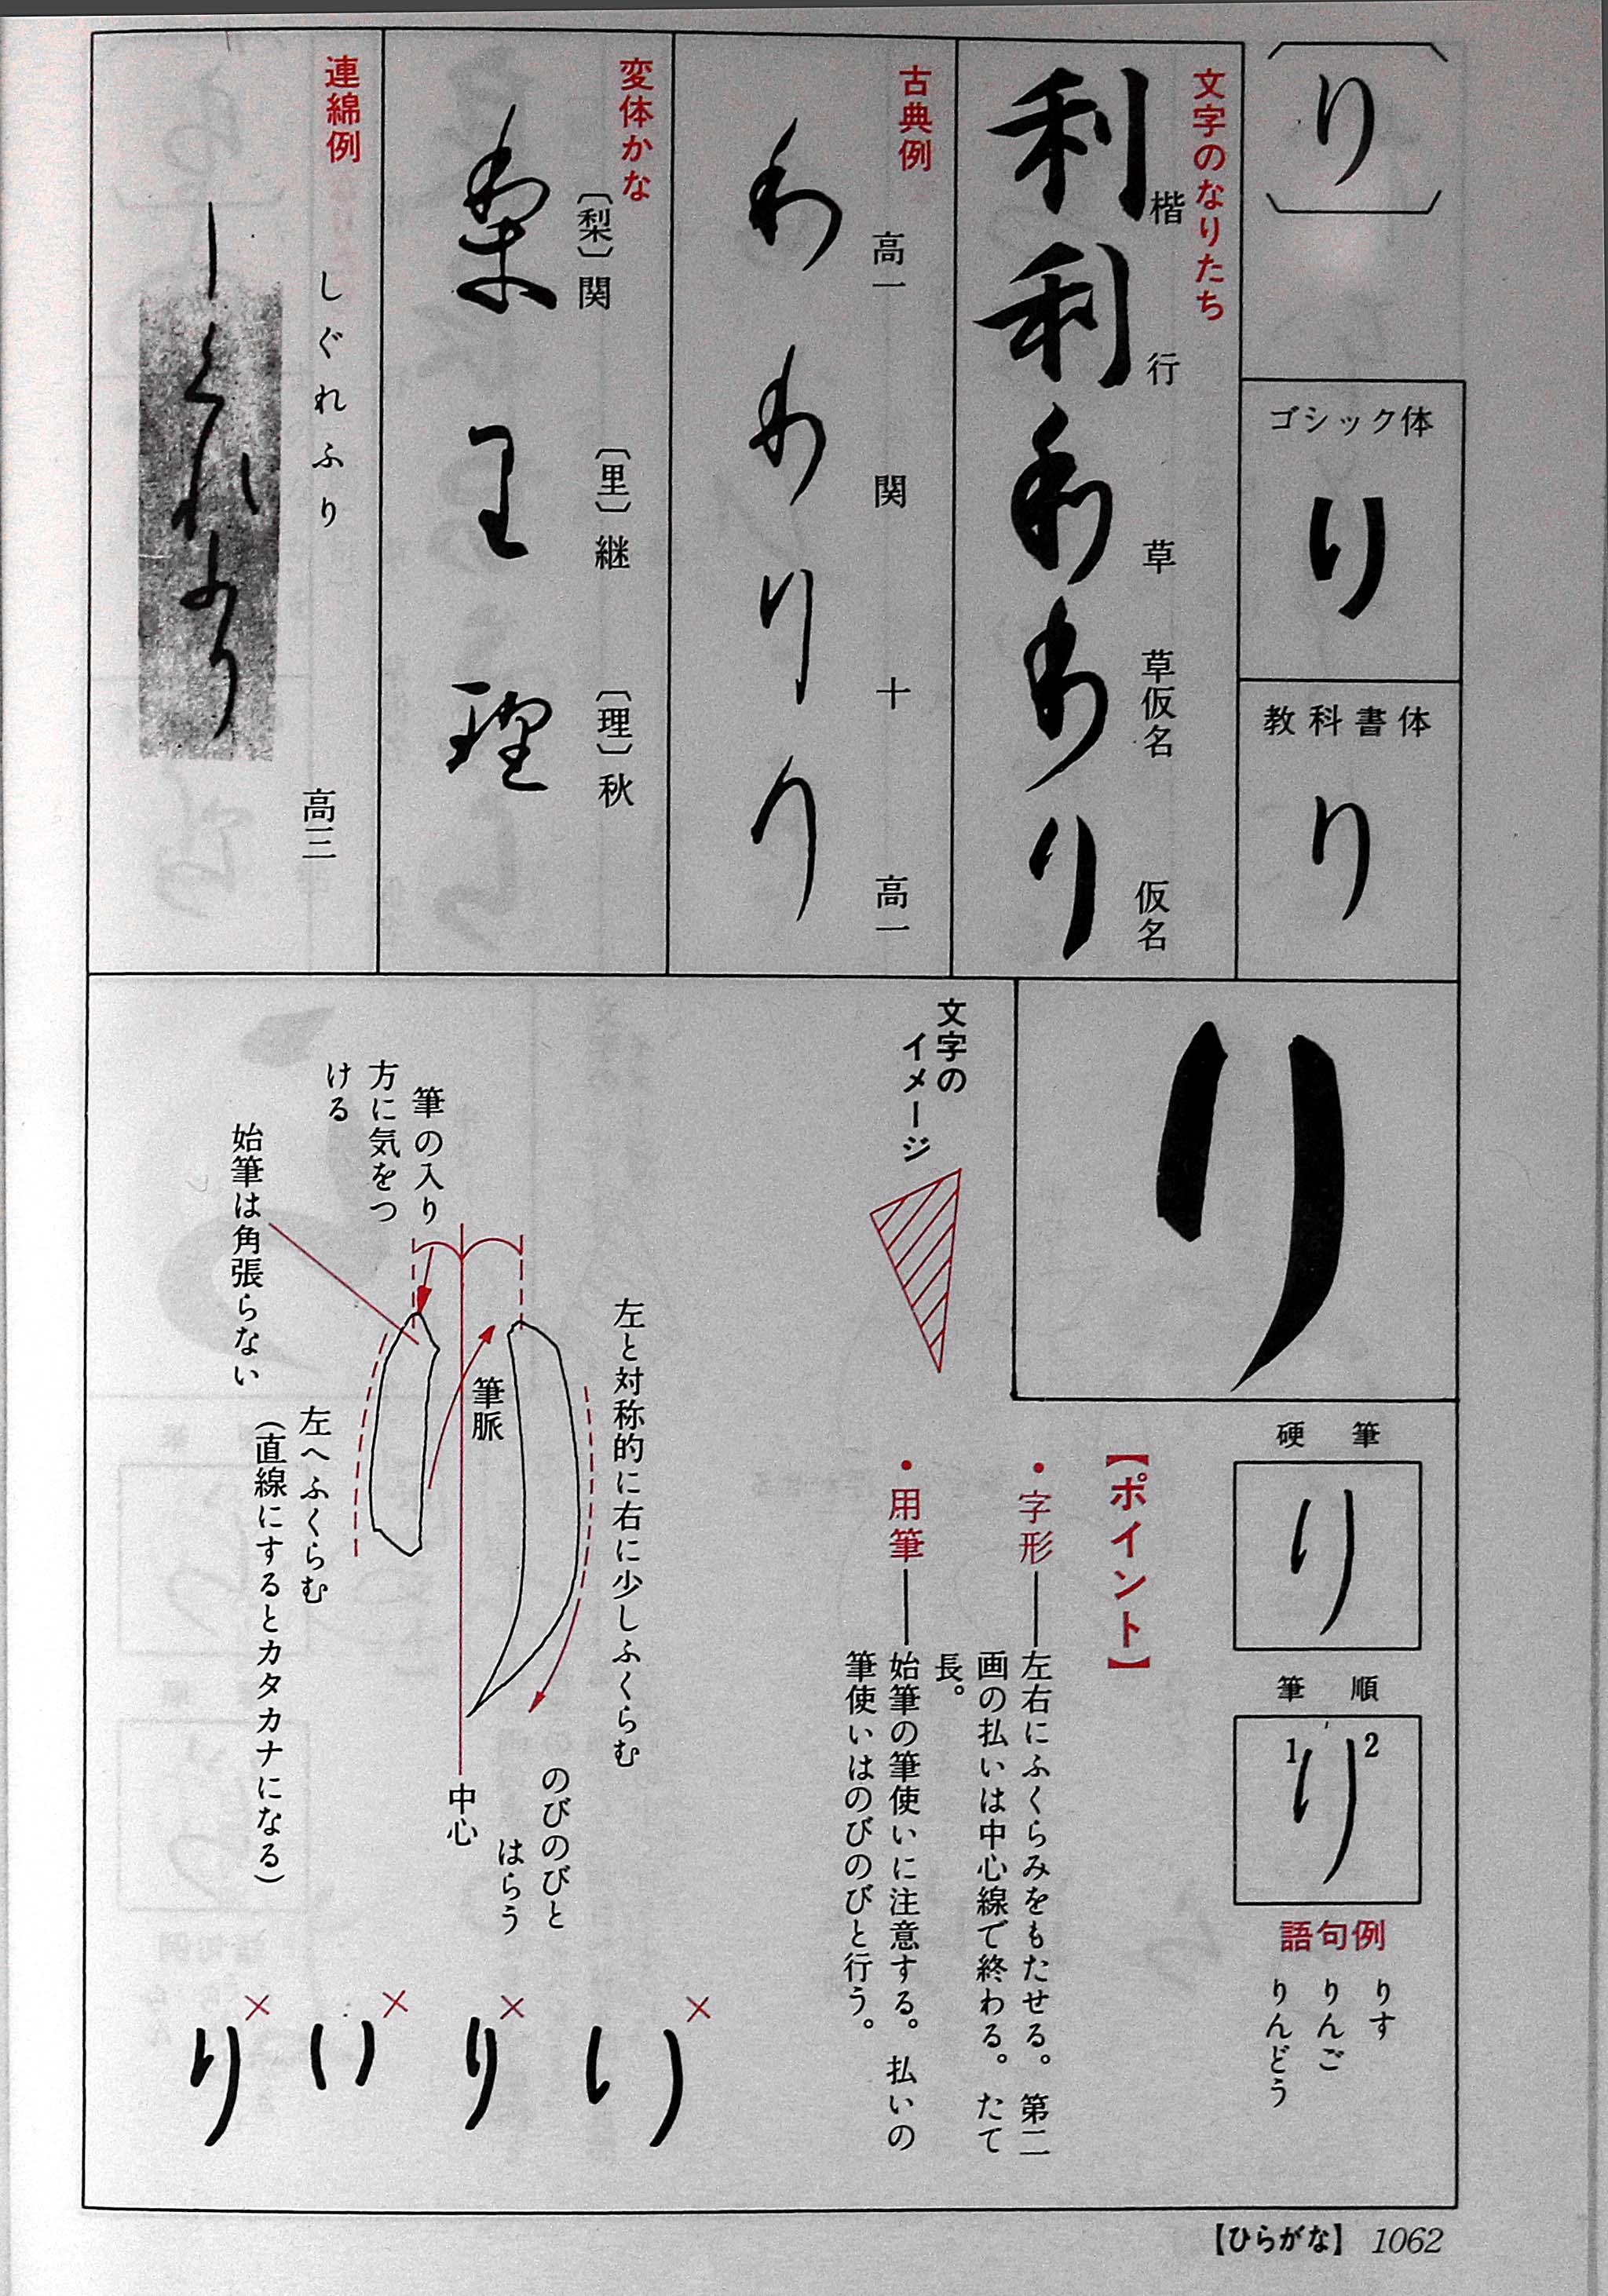 り
ゴシック体
り
教科書体
り
文字のなりたち
利 楷
利 行
利 草
利 草仮名
り 仮名
古典例
高一
関
十
高一
変体かな
〔梨〕関
〔里〕継
〔理〕秋
連綿例
しぐれふり
高三
り
硬筆
り
筆順
1り2
語句例
りす
りんご
りんどう
【ポイント】
・字形――左右にふくらみをもたせる。第二
画の払いは中心線で終わる。たて
長。
・用筆――始筆の筆使いに注意する。払いの
筆使いはのびのびと行う。
文字の
イメージ
左と対称的に右に少しふくらむ
のびのびと
はらう
筆脈
中心
筆の入り
方に気をつ
ける
始筆は角張らない
左へふくらむ
(直線にするとカタカナになる)
×り
×り
×り
×り
【ひらがな】 1062